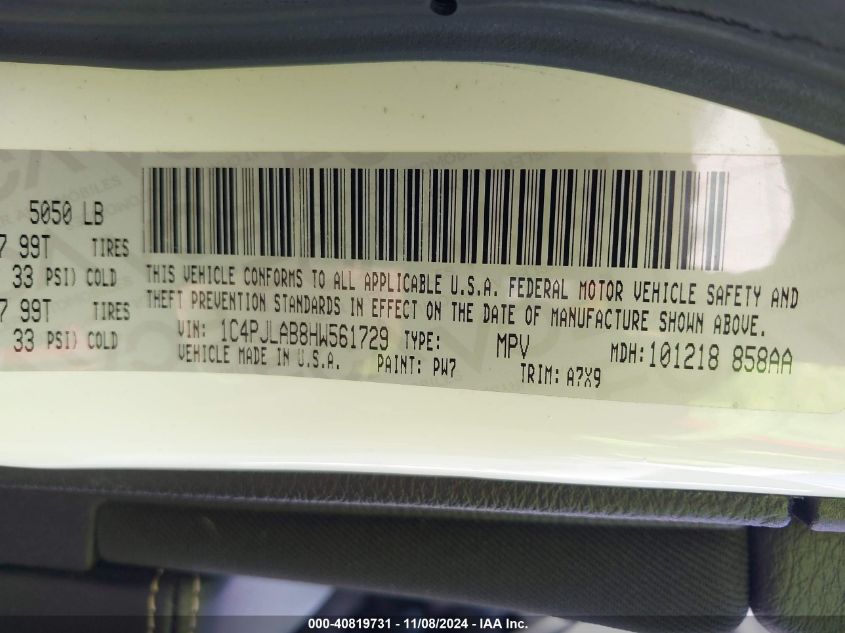 5050 LB
7 99T TIRES
33 PSI) COLD
7 99T TIRES
33 PSI) COLD
THIS VEHICLE CONFORMS TO ALL APPLICABLE U.S.A. FEDERAL MOTOR VEHICLE SAFETY AND
THEFT PREVENTION STANDARDS IN EFFECT ON THE DATE OF MANUFACTURE SHOWN ABOVE.
VIN: 1C4PJLAB8HW561729 TYPE: MPV MDH:101218 858AA
VEHICLE MADE IN U.S.A. PAINT: PW7 TRIM: A7X9
000-40819731 - 11/08/2024 - IAA Inc.